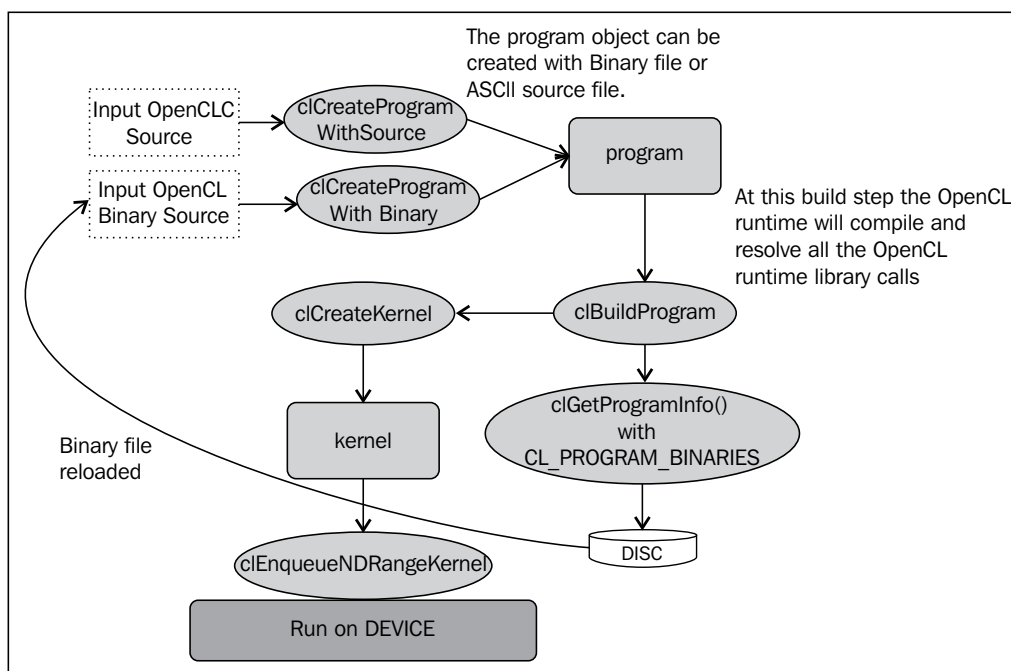 The program object can be
created with Binary file or
ASCII source file.
Input OpenCLC
Source
clCreateProgram
WithSource
program
Input OpenCL
Binary Source
clCreateProgram
With Binary
At this build step the OpenCL
runtime will compile and
resolve all the OpenCL
runtime library calls
clCreateKernel
clBuildProgram
kernel
clGetProgramInfo()
with
CL_PROGRAM_BINARIES
Binary file
reloaded
DISC
clEnqueueNDRangeKernel
Run on DEVICE